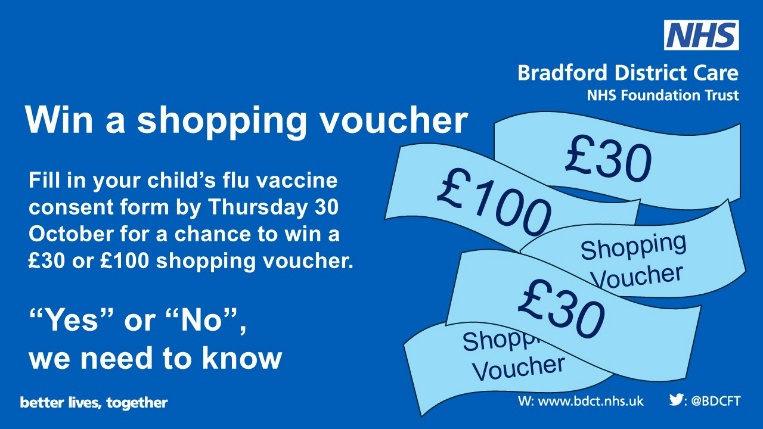 NHS
Bradford District Care
NHS Foundation Trust
Win a shopping voucher
Fill in your child's flu vaccine
consent form by Thursday 30
October for a chance to win a
£30 or £100 shopping voucher.
“Yes” or “No”,
we need to know
£30
£100
Shopping
Voucher
£30
Shopp
Voucher
better lives, together
W: www.bdct.nhs.uk
: @BDCFT